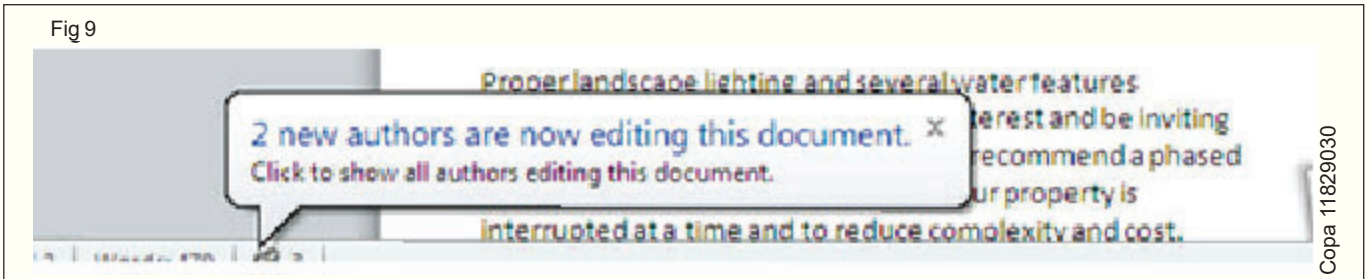 Fig 9
Proper landscape lighting and several water features
2 new authors are now editing this document. x
terest and be inviting
Click to show all authors editing this document.
recommend a phased
ur property is
interrupted at a time and to reduce complexity and cost.
3
Copa 11829030